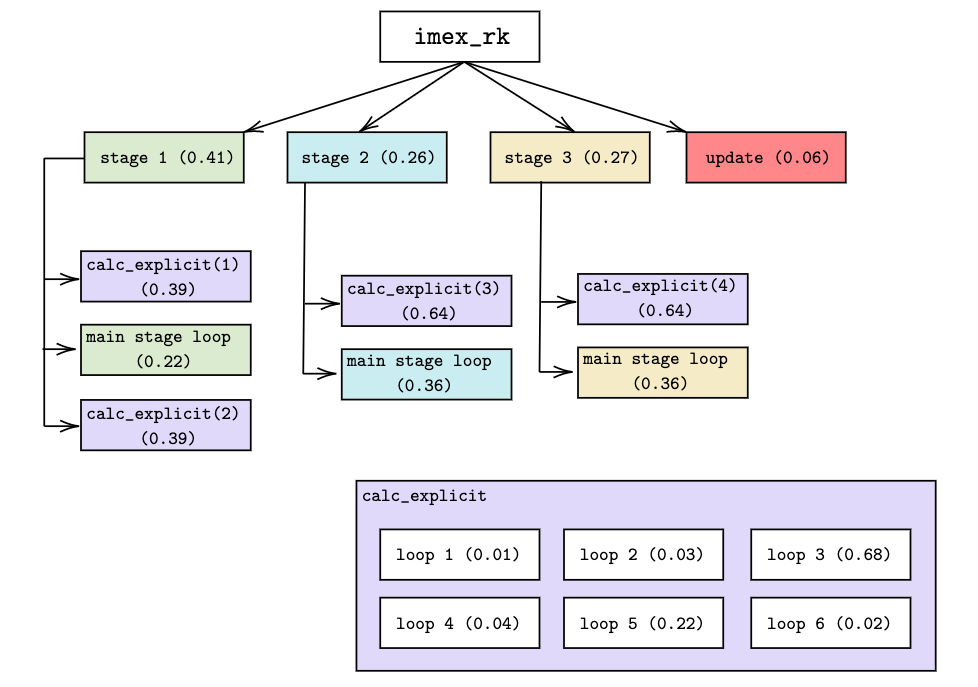 imex_rk
stage 1 (0.41)
stage 2 (0.26)
stage 3 (0.27)
update (0.06)
calc_explicit(1)
(0.39)
main stage loop
(0.22)
calc_explicit(2)
(0.39)
calc_explicit(3)
(0.64)
main stage loop
(0.36)
calc_explicit(4)
(0.64)
main stage loop
(0.36)
calc_explicit
loop 1 (0.01)
loop 2 (0.03)
loop 3 (0.68)
loop 4 (0.04)
loop 5 (0.22)
loop 6 (0.02)